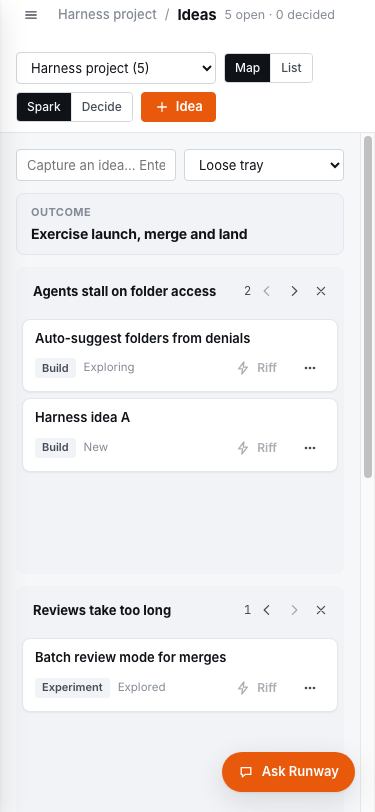 Harness project / Ideas 5 open · 0 decided
Harness project (5)
Map List
Spark Decide + Idea
Capture an idea... Ente
Loose tray
OUTCOME
Exercise launch, merge and land
Agents stall on folder access 2
Auto-suggest folders from denials
Build Exploring Riff
Harness idea A
Build New Riff
Reviews take too long 1
Batch review mode for merges
Experiment Explored Riff
Ask Runway